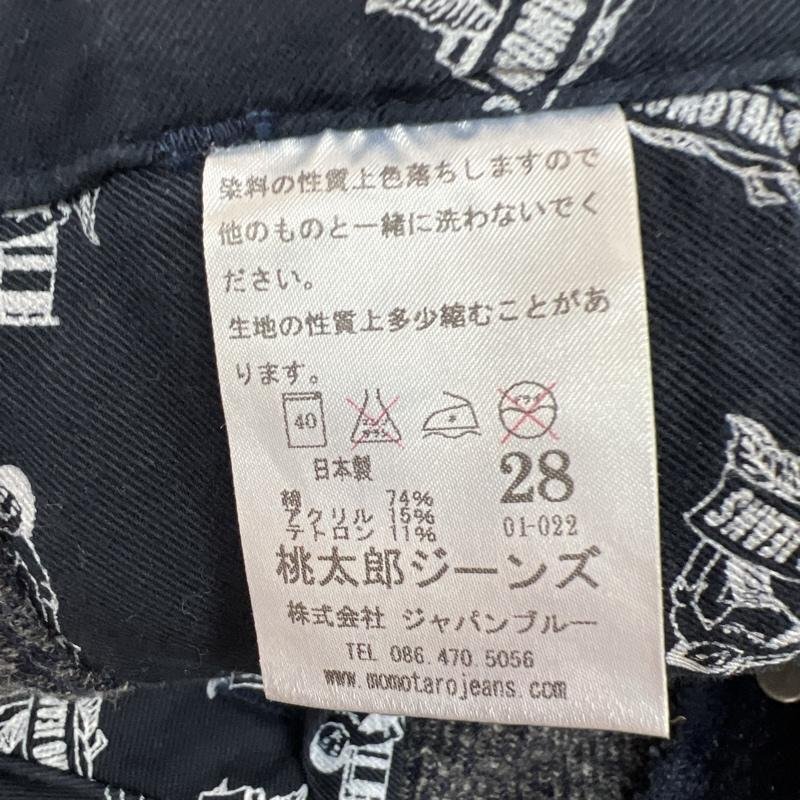 MOMOTARO
染料の性質上色落ちしますので
他のものと一緒に洗わないでく
ださい。
生地の性質上多少縮むことがあ
ります。
40
日本製
28
綿 74%
アクリル 15%
テトロン 11%
01-022
桃太郎ジーンズ
株式会社 ジャパンブルー
TEL 086.470.5056
www.momotarojeans.com